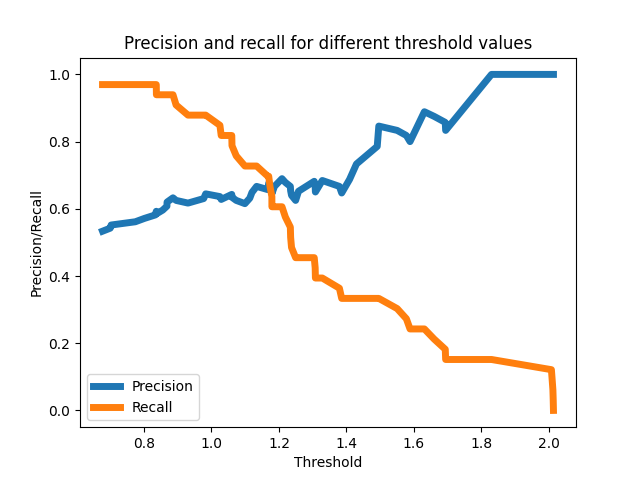 Precision and recall for different threshold values
1.0
0.8
0.6
0.4
0.2
0.0
Precision/Recall
Precision
Recall
0.8 1.0 1.2 1.4 1.6 1.8 2.0
Threshold